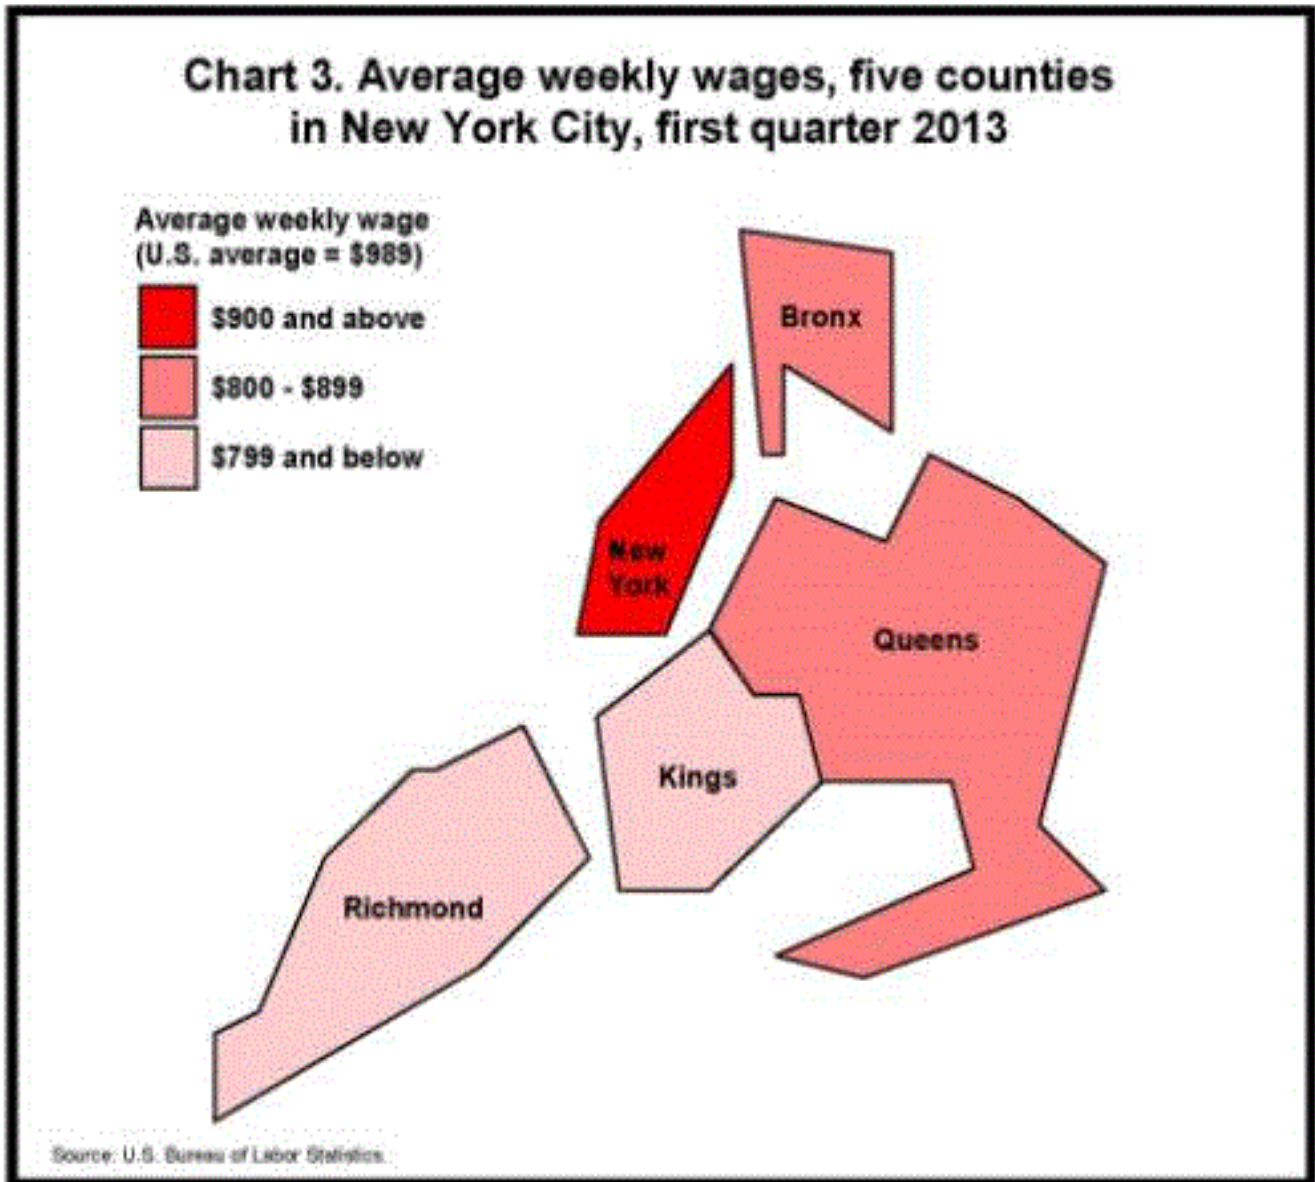 Chart 3. Average weekly wages, five counties
in New York City, first quarter 2013
Average weekly wage
(U.S. average = $989)
$900 and above
$800 - $899
$799 and below
Bronx
New
York
Queens
Kings
Richmond
Source: U.S. Bureau of Labor Statistics.